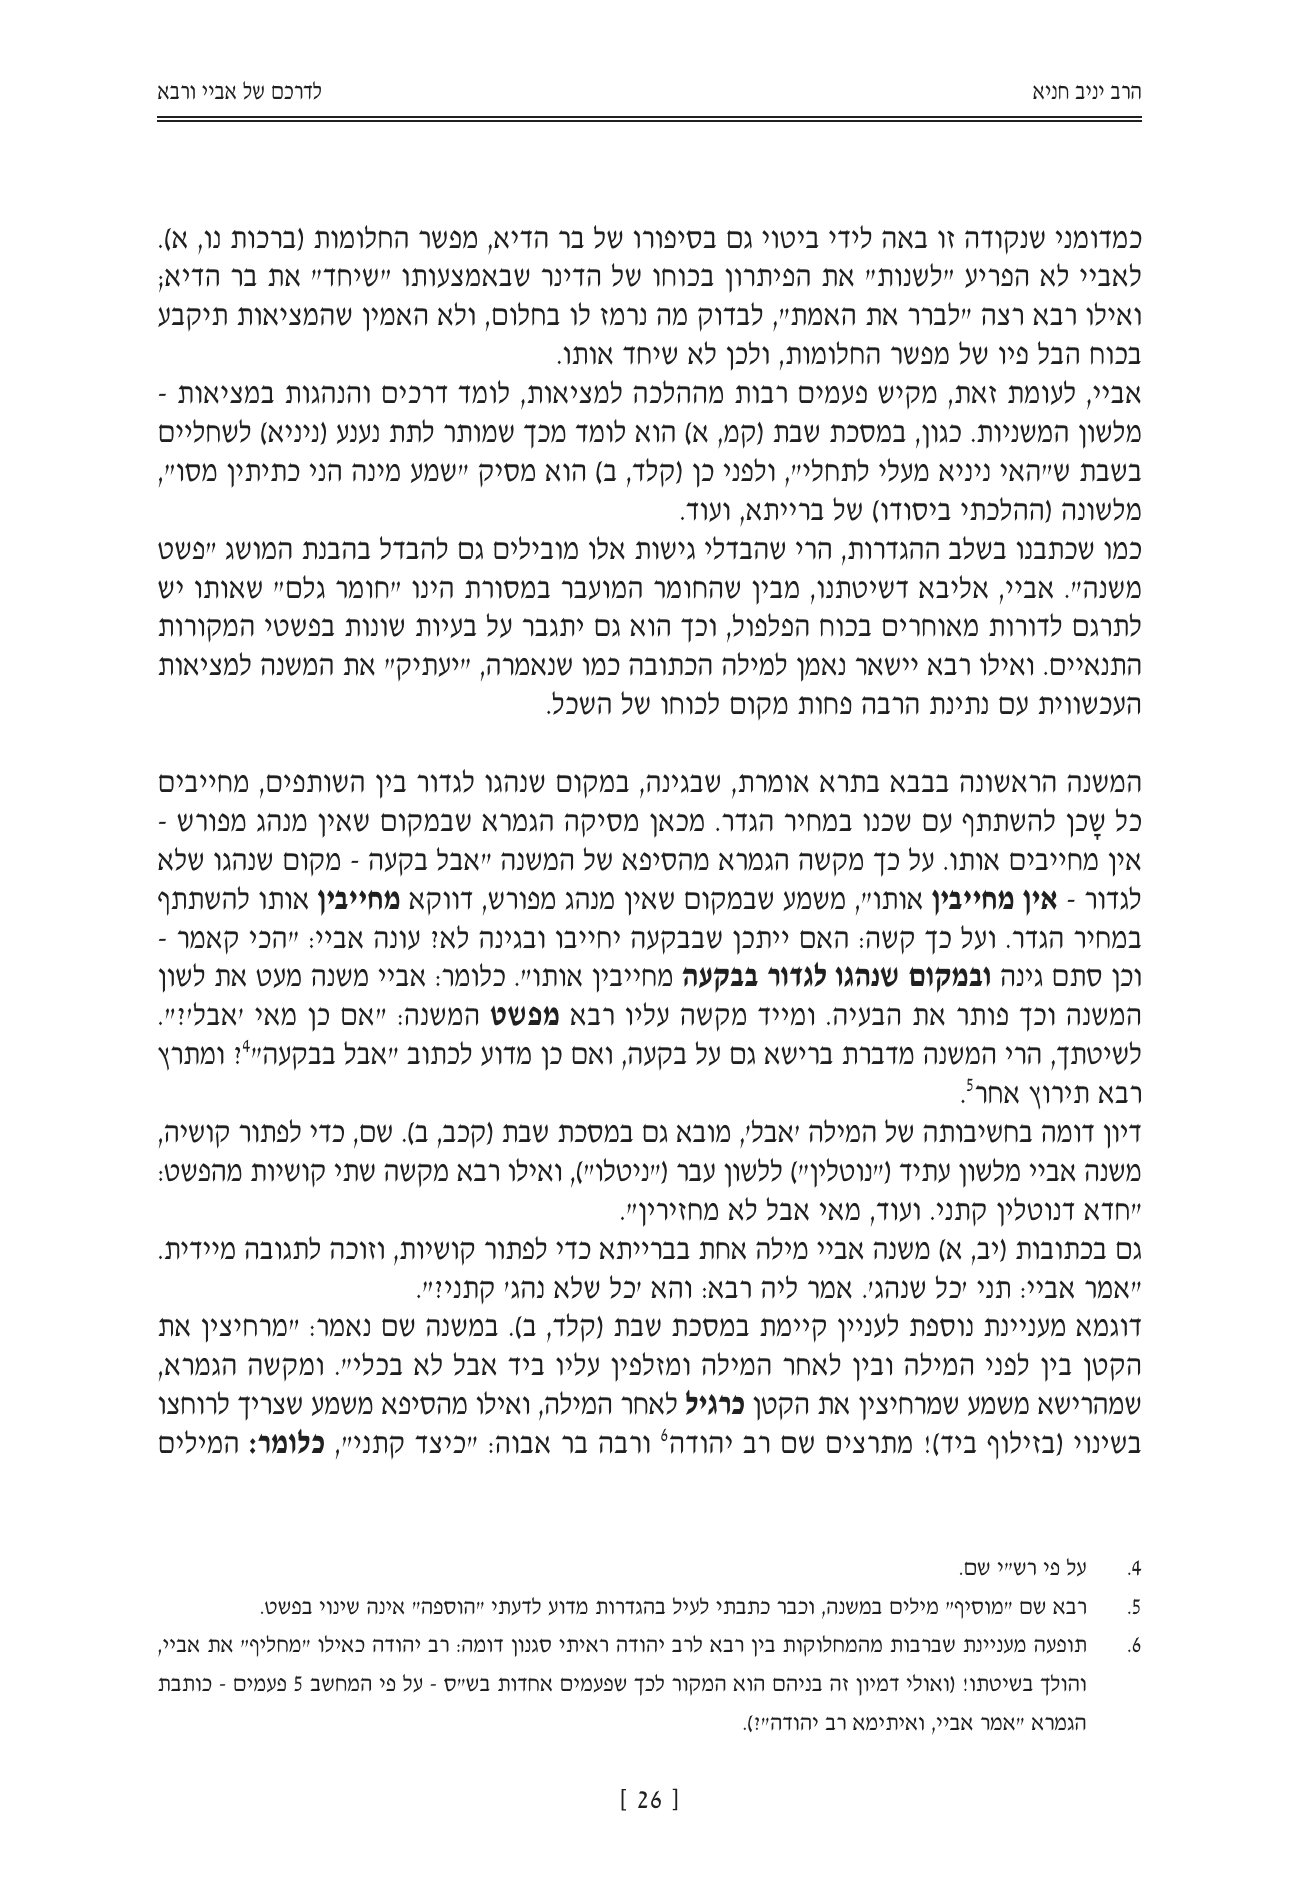 הרב יניב חניא
לדרכם של אביי ורבא
כמדומני שנקודה זו באה לידי ביטוי גם בסיפורו של בר הדיא, מפשר החלומות (ברכות נו, א).
לאביי לא הפריע "לשנות" את הפיתרון בכוחו של הדינר שבאמצעותו "שיחד" את בר הדיא;
ואילו רבא רצה "לברר את האמת", לבדוק מה נרמז לו בחלום, ולא האמין שהמציאות תיקבע
בכוח הבל פיו של מפשר החלומות, ולכן לא שיחד אותו.
אביי, לעומת זאת, מקיש פעמים רבות מההלכה למציאות, לומד דרכים והנהגות במציאות -
מלשון המשניות. כגון, במסכת שבת (קמ, א) הוא לומד מכך שמותר לתת נענע (ניניא) לשחליים
בשבת ש"האי ניניא מעלי לתחלי", ולפני כן (קלד, ב) הוא מסיק "שמע מינה הני כתיתין מסו",
מלשונה (ההלכתי ביסודו) של ברייתא, ועוד.
כמו שכתבנו בשלב ההגדרות, הרי שהבדלי גישות אלו מובילים גם להבדל בהבנת המושג "פשט
משנה". אביי, אליבא דשיטתנו, מבין שהחומר המועבר במסורת הינו "חומר גלם" שאותו יש
לתרגם לדורות מאוחרים בכוח הפלפול, וכך הוא גם יתגבר על בעיות שונות בפשטי המקורות
התנאיים. ואילו רבא יישאר נאמן למילה הכתובה כמו שנאמרה, "יעתיק" את המשנה למציאות
העכשווית עם נתינת הרבה פחות מקום לכוחו של השכל.
המשנה הראשונה בבבא בתרא אומרת, שבגינה, במקום שנהגו לגדור בין השותפים, מחייבים
כל שָכן להשתתף עם שכנו במחיר הגדר. מכאן מסיקה הגמרא שבמקום שאין מנהג מפורש -
אין מחייבים אותו. על כך מקשה הגמרא מהסיפא של המשנה "אבל בקעה - מקום שנהגו שלא
לגדור - אין מחייבין אותו", משמע שבמקום שאין מנהג מפורש, דווקא מחייבין אותו להשתתף
במחיר הגדר. ועל כך קשה: האם ייתכן שבבקעה יחייבו ובגינה לא? עונה אביי: "הכי קאמר -
וכן סתם גינה ובמקום שנהגו לגדור בבקעה מחייבין אותו". כלומר: אביי משנה מעט את לשון
המשנה וכך פותר את הבעיה. ומייד מקשה עליו רבא מפשט המשנה: "אם כן מאי 'אבל'?".
לשיטתך, הרי המשנה מדברת ברישא גם על בקעה, ואם כן מדוע לכתוב "אבל בבקעה"4? ומתרץ
רבא תירוץ אחר5.
דיון דומה בחשיבותה של המילה 'אבל', מובא גם במסכת שבת (קכב, ב). שם, כדי לפתור קושיה,
משנה אביי מלשון עתיד ("נוטלין") ללשון עבר ("ניטלו"), ואילו רבא מקשה שתי קושיות מהפשט:
"חדא דנוטלין קתני. ועוד, מאי אבל לא מחזירין".
גם בכתובות (יב, א) משנה אביי מילה אחת בברייתא כדי לפתור קושיות, וזוכה לתגובה מיידית.
"אמר אביי: תני 'כל שנהג'. אמר ליה רבא: והא 'כל שלא נהג' קתני?".
דוגמא מעניינת נוספת לעניין קיימת במסכת שבת (קלד, ב). במשנה שם נאמר: "מרחיצין את
הקטן בין לפני המילה ובין לאחר המילה ומזלפין עליו ביד אבל לא בכלי". ומקשה הגמרא,
שמהרישא משמע שמרחיצין את הקטן כרגיל לאחר המילה, ואילו מהסיפא משמע שצריך לרוחצו
בשינוי (בזילוף ביד)! מתרצים שם רב יהודה6 ורבה בר אבוה: "כיצד קתני", כלומר: המילים
4. על פי רש"י שם.
5. רבא שם "מוסיף" מילים במשנה, וכבר כתבתי לעיל בהגדרות מדוע לדעתי "הוספה" אינה שינוי בפשט.
6. תופעה מעניינת שברבות מהמחלוקות בין רבא לרב יהודה ראיתי סגנון דומה: רב יהודה כאילו "מחליף" את אביי,
והולך בשיטתו! (ואולי דמיון זה בניהם הוא המקור לכך שפעמים אחדות בש"ס - על פי המחשב 5 פעמים - כותבת
הגמרא "אמר אביי, ואיתימא רב יהודה"?).
[ 26 ]